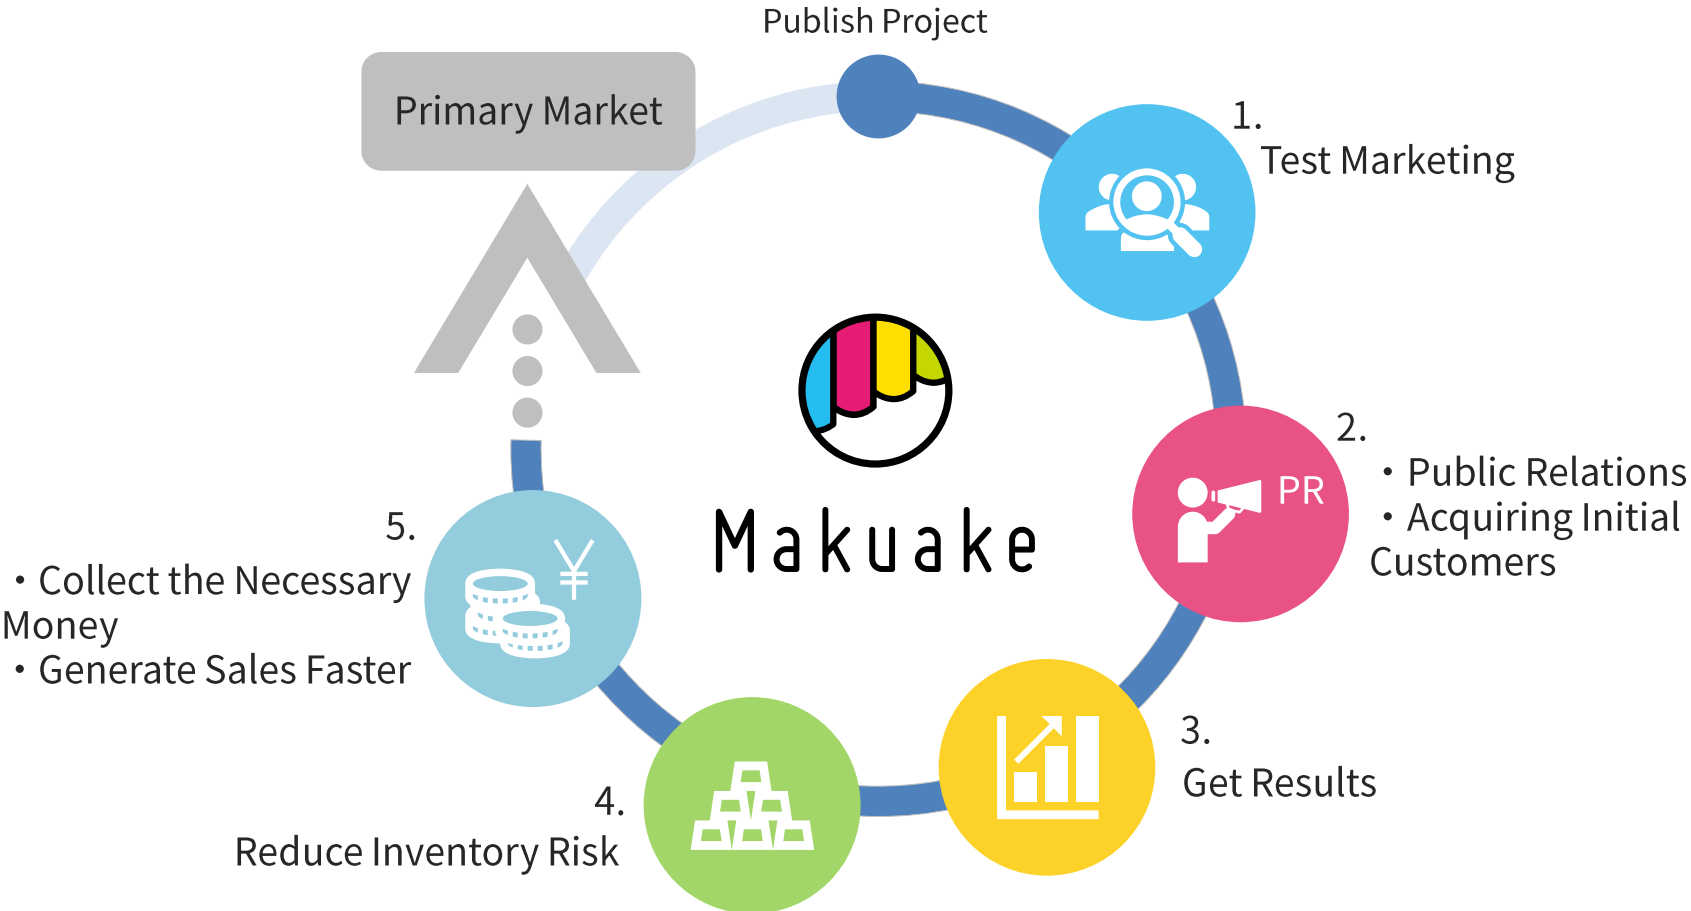 Publish Project
Primary Market
1.
Test Marketing
2.
・Public Relations
・Acquiring Initial
Customers
PR
Makuake
3.
Get Results
4.
Reduce Inventory Risk
5.
・Collect the Necessary
Money
・Generate Sales Faster
¥